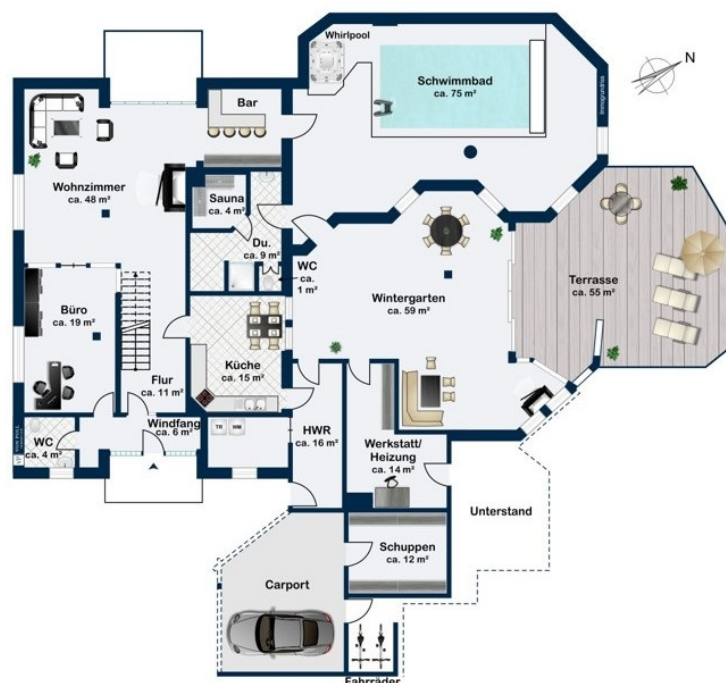 Whirlpool
N
Schwimmbad
ca. 75 m²
Bar
Wohnzimmer
ca. 48 m²
Sauna
ca. 4 m²
Du.
ca. 9 m²
WC
ca.
1 m²
Wintergarten
ca. 59 m²
Terrasse
ca. 55 m²
Büro
ca. 19 m²
Küche
ca. 15 m²
Flur
ca. 11 m²
Windfang
ca. 6 m²
WC
ca. 4 m²
TR
WM
HWR
ca. 16 m²
Werkstatt/
Heizung
ca. 14 m²
Unterstand
Schuppen
ca. 12 m²
Carport
Fahrräder
VON POLL